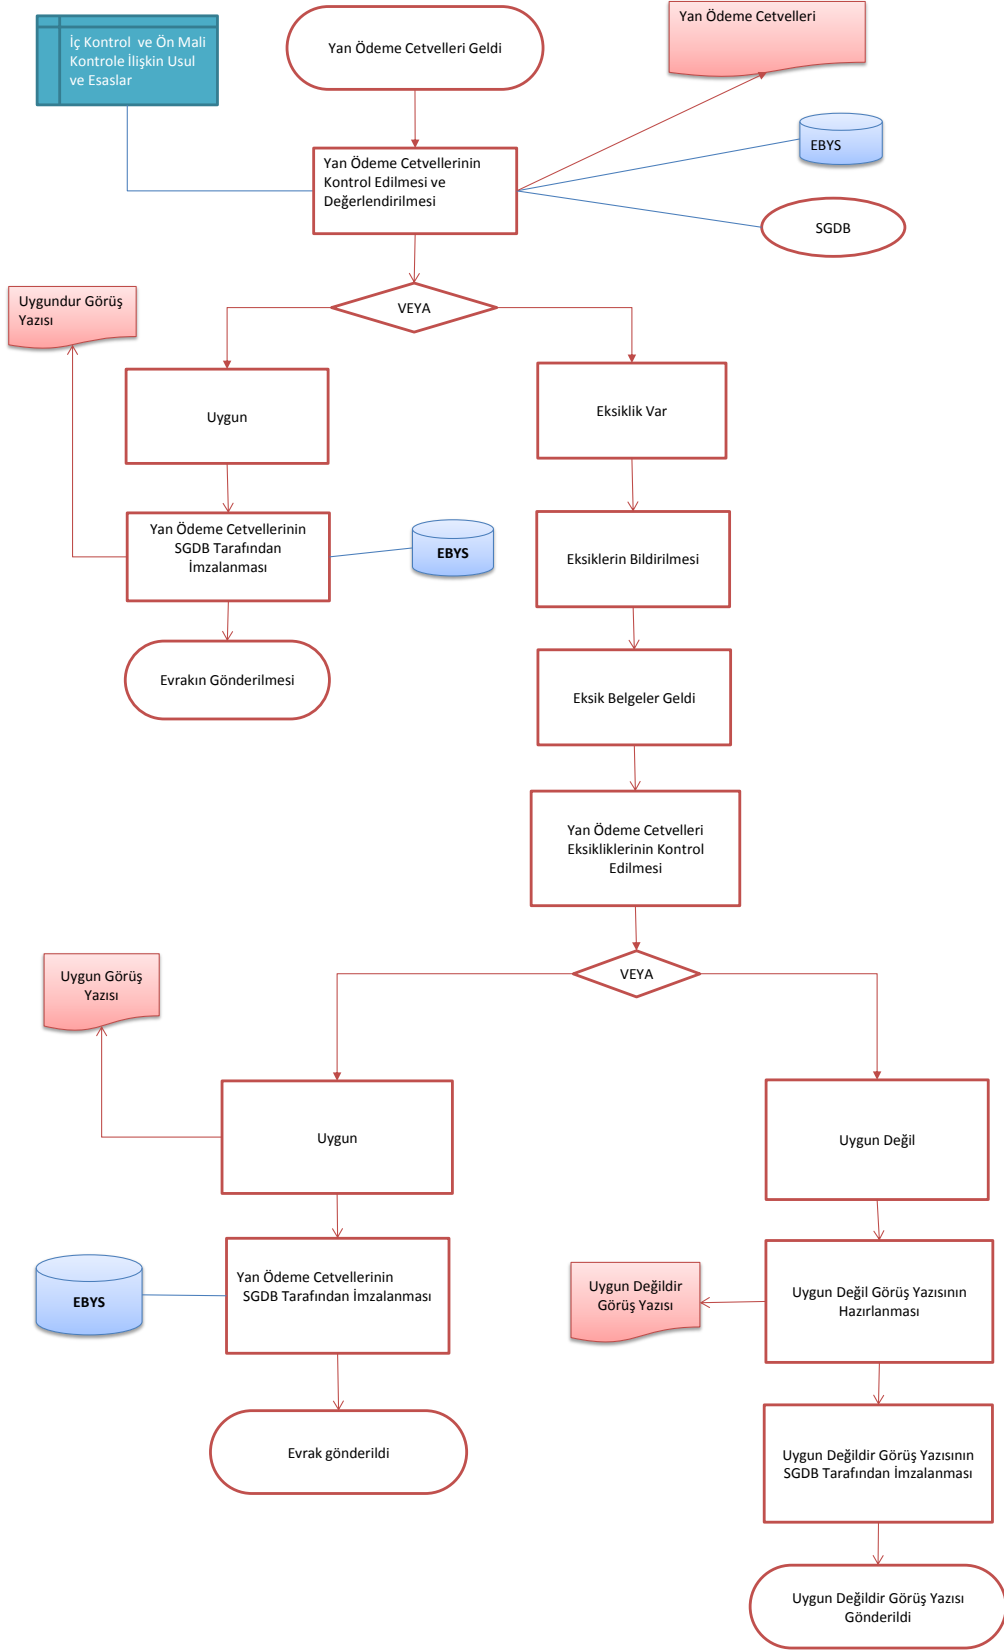 İç Kontrol ve Ön Mali
Kontrole İlişkin Usul
ve Esaslar
Yan Ödeme Cetvelleri Geldi
Yan Ödeme Cetvelleri
EBYS
Yan Ödeme Cetvellerinin
Kontrol Edilmesi ve
Değerlendirilmesi
SGDB
VEYA
Uygundur Görüş
Yazısı
Uygun
Eksiklik Var
Yan Ödeme Cetvellerinin
SGDB Tarafından
İmzalanması
EBYS
Eksiklerin Bildirilmesi
Evrakın Gönderilmesi
Eksik Belgeler Geldi
Yan Ödeme Cetvelleri
Eksikliklerinin Kontrol
Edilmesi
VEYA
Uygun Görüş
Yazısı
Uygun
Uygun Değil
EBYS
Yan Ödeme Cetvellerinin
SGDB Tarafından İmzalanması
Uygun Değildir
Görüş Yazısı
Uygun Değil Görüş Yazısının
Hazırlanması
Evrak gönderildi
Uygun Değildir Görüş Yazısının
SGDB Tarafından İmzalanması
Uygun Değildir Görüş Yazısı
Gönderildi